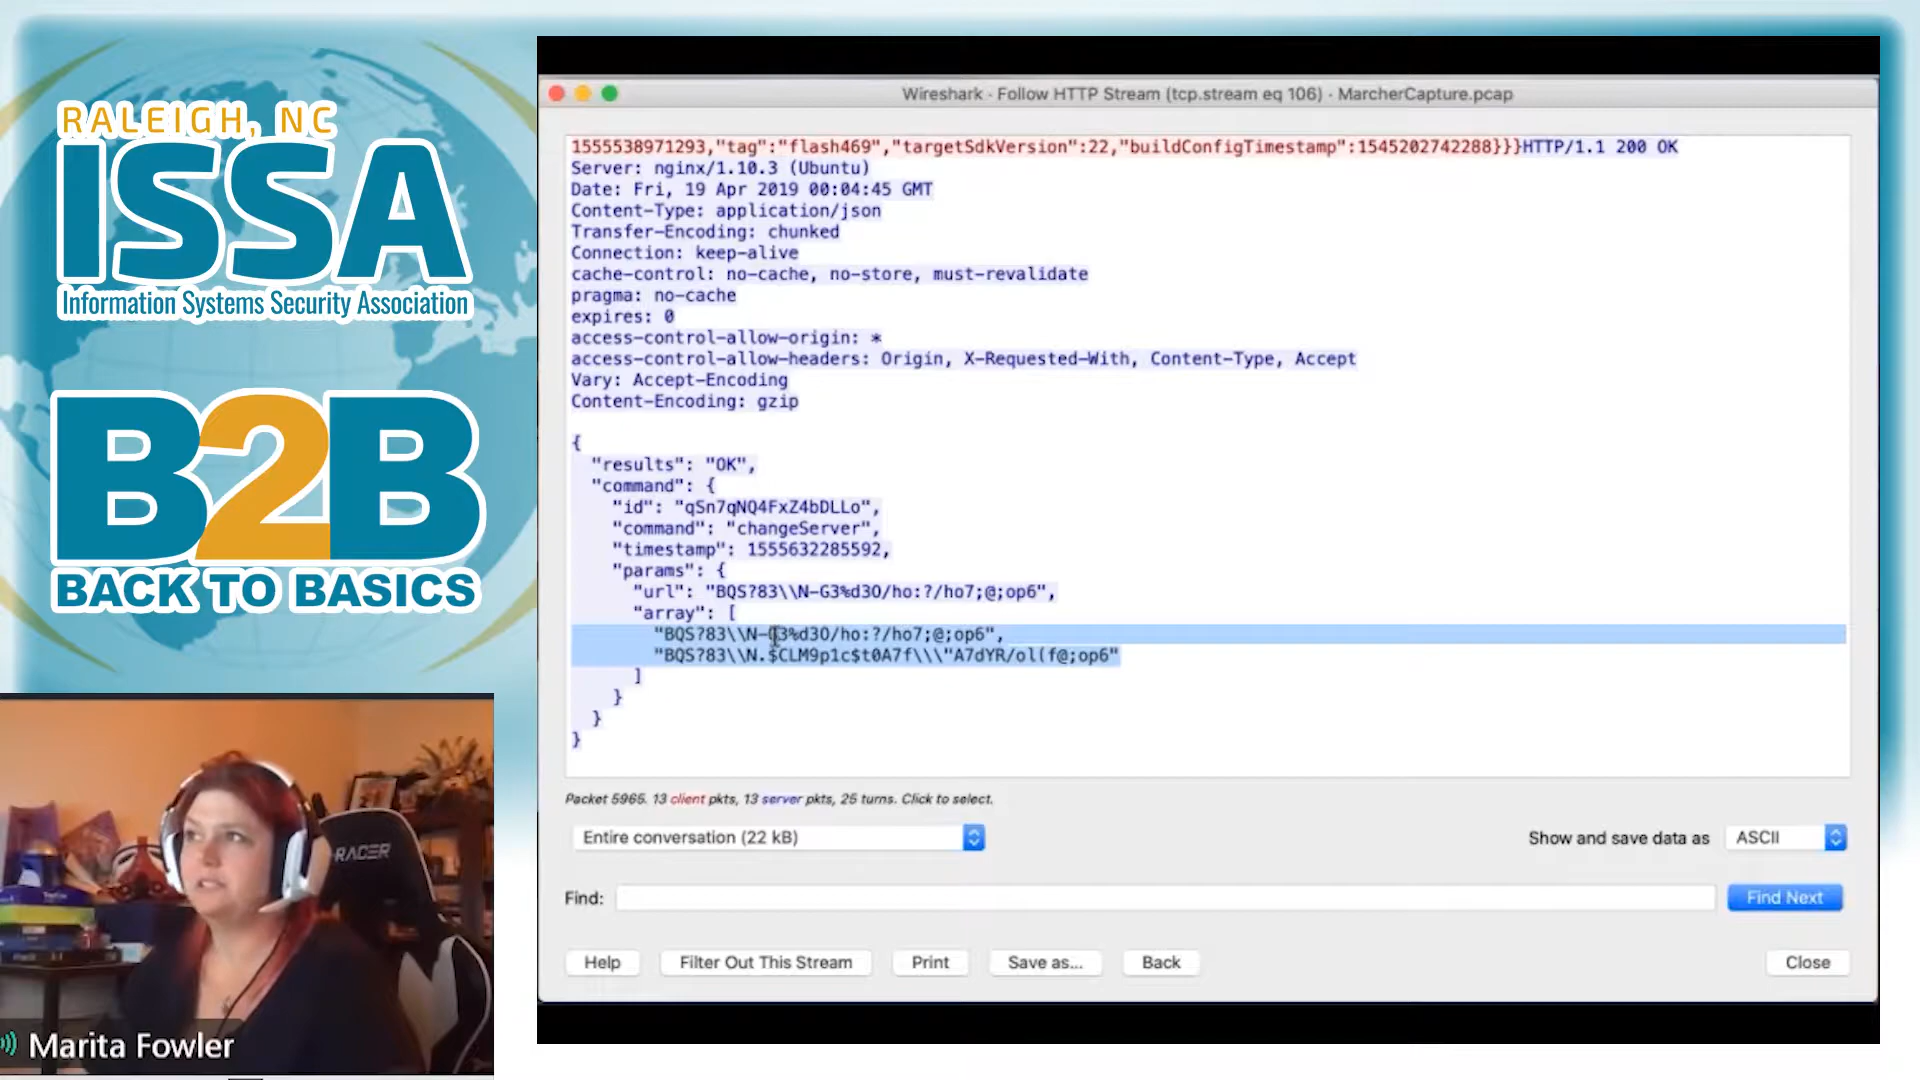 RALEIGH, NC
ISSA
Information Systems Security Association
B2B
BACK TO BASICS
Wireshark · Follow HTTP Stream (tcp.stream eq 106) · MarcherCapture.pcap
1555538971293,"tag":"flash469","targetSdkVersion":22,"buildConfigTimestamp":1545202742288}}}HTTP/1.1 200 OK
Server: nginx/1.10.3 (Ubuntu)
Date: Fri, 19 Apr 2019 00:04:45 GMT
Content-Type: application/json
Transfer-Encoding: chunked
Connection: keep-alive
cache-control: no-cache, no-store, must-revalidate
pragma: no-cache
expires: 0
access-control-allow-origin: *
access-control-allow-headers: Origin, X-Requested-With, Content-Type, Accept
Vary: Accept-Encoding
Content-Encoding: gzip
{
"results": "OK",
"command": {
"id": "qSn7qNQ4FxZ4bDLLo",
"command": "changeServer",
"timestamp": 1555632285592,
"params": {
"url": "BQS?83\\N-G3%d3O/ho:?/ho7;@;op6",
"array": [
"BQS?83\\N-G3%d3O/ho:?/ho7;@;op6",
"BQS?83\\N.$CLM9p1c$t0A7f\\\"A7dYR/ol(f@;op6"
]
}
}
}
Packet 5965. 13 client pkts, 13 server pkts, 25 turns. Click to select.
Entire conversation (22 kB)
Show and save data as ASCII
Find:
Find Next
Help
Filter Out This Stream
Print
Save as...
Back
Close
RACER
Marita Fowler